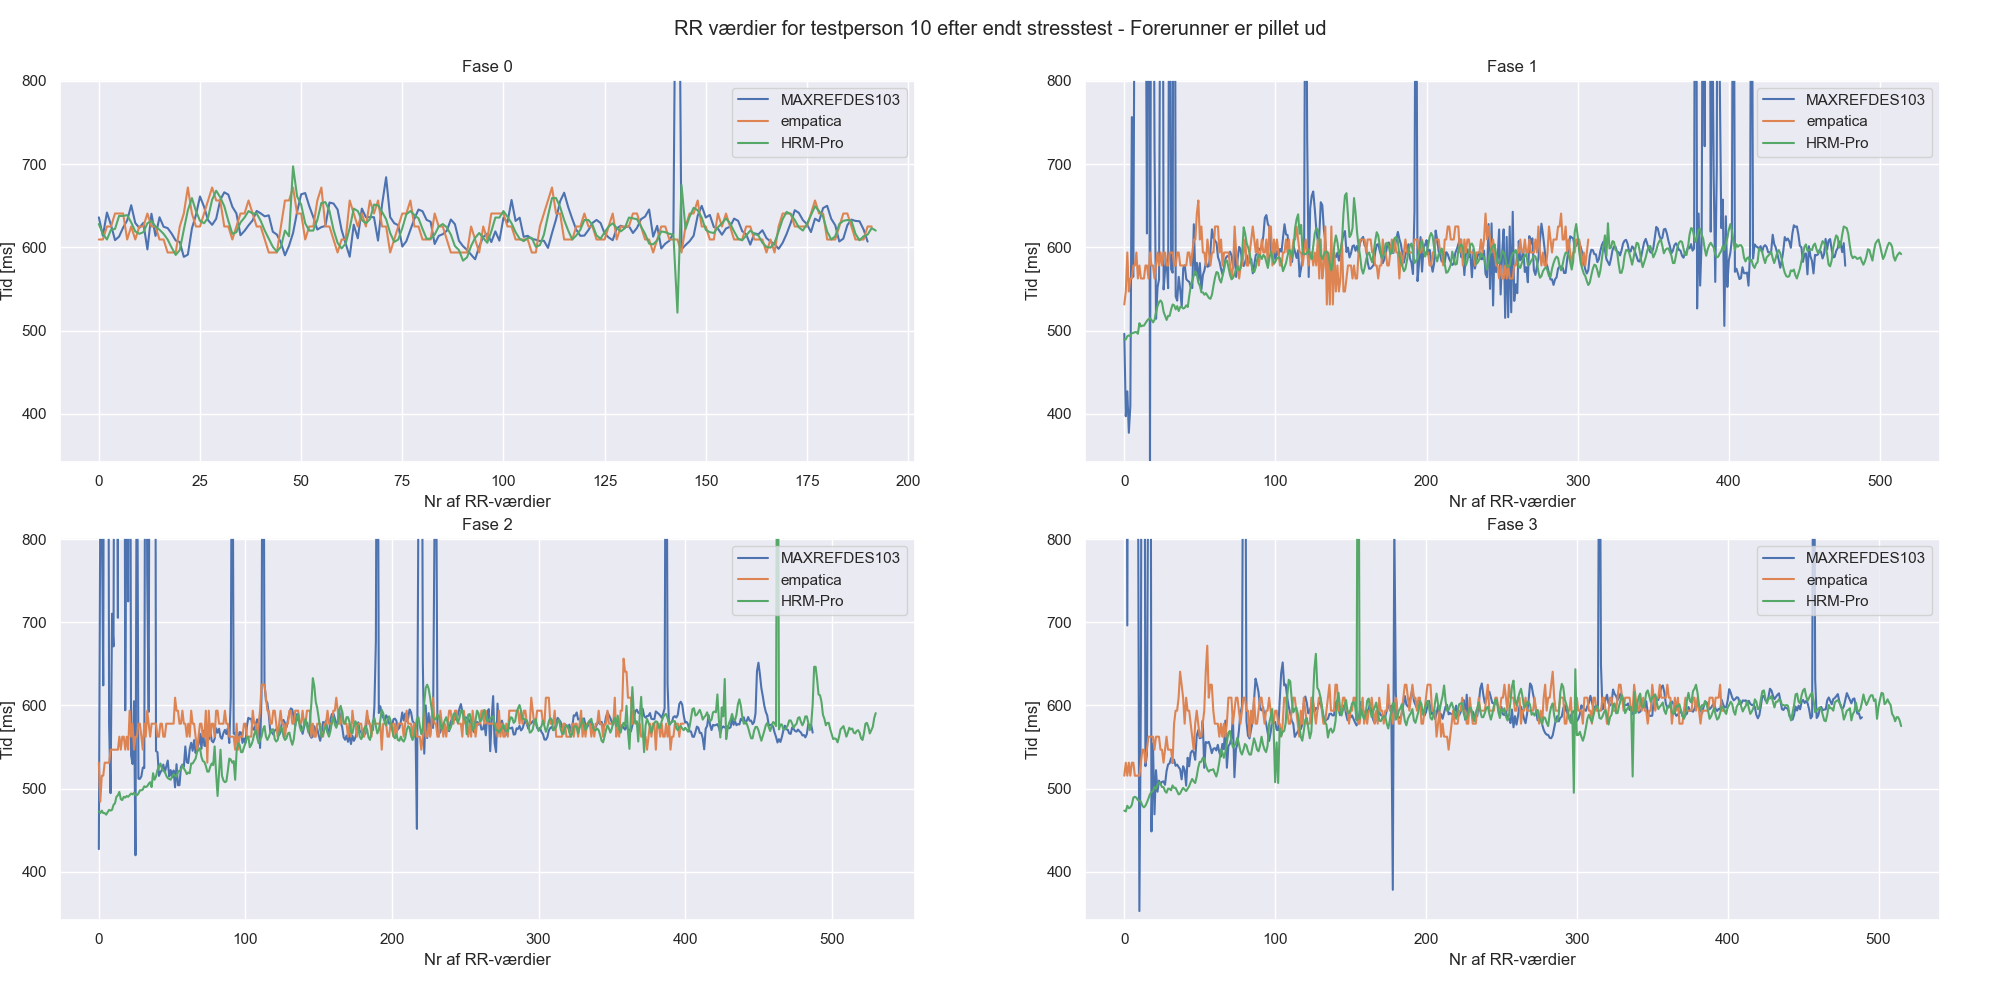 RR værdier for testperson 10 efter endt stresstest - Forerunner er pillet ud
Fase 0
800
700
600
500
400
Tid [ms]
0 25 50 75 100 125 150 175 200
Nr af RR-værdier
MAXREFDES103
empatica
HRM-Pro
Fase 1
800
700
600
500
400
Tid [ms]
0 100 200 300 400 500
Nr af RR-værdier
MAXREFDES103
empatica
HRM-Pro
Fase 2
800
700
600
500
400
Tid [ms]
0 100 200 300 400 500
Nr af RR-værdier
MAXREFDES103
empatica
HRM-Pro
Fase 3
800
700
600
500
400
Tid [ms]
0 100 200 300 400 500
Nr af RR-værdier
MAXREFDES103
empatica
HRM-Pro